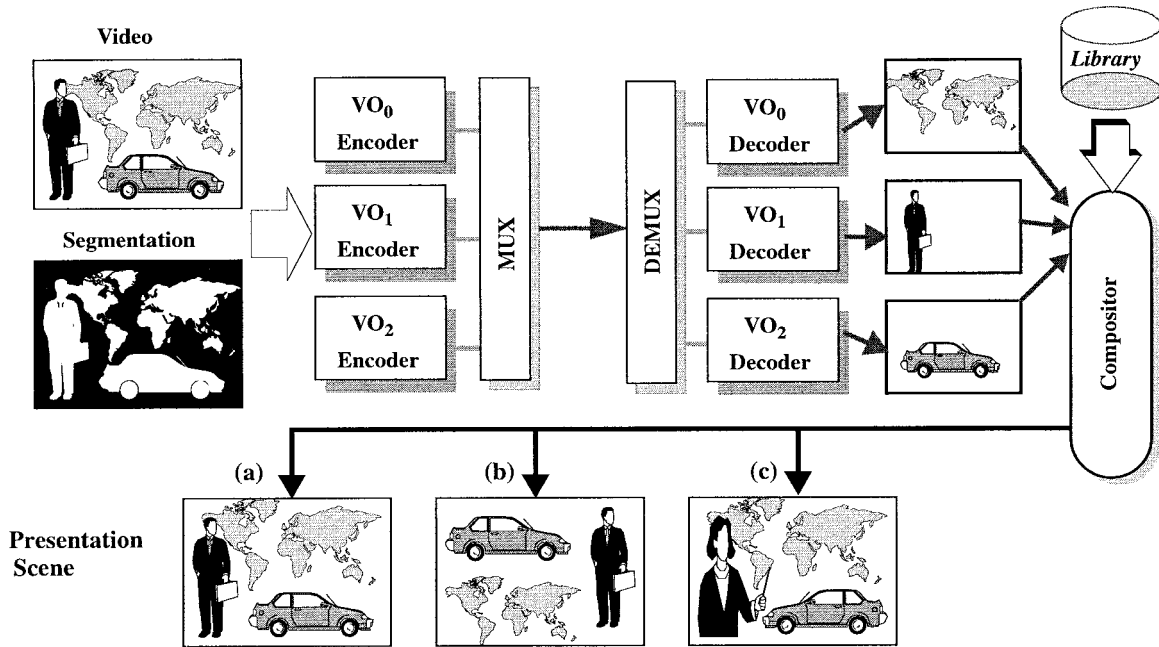 Video
Segmentation
VO0
Encoder
VO1
Encoder
VO2
Encoder
MUX
DEMUX
VO0
Decoder
VO1
Decoder
VO2
Decoder
Library
Compositor
(a)
(b)
(c)
Presentation
Scene